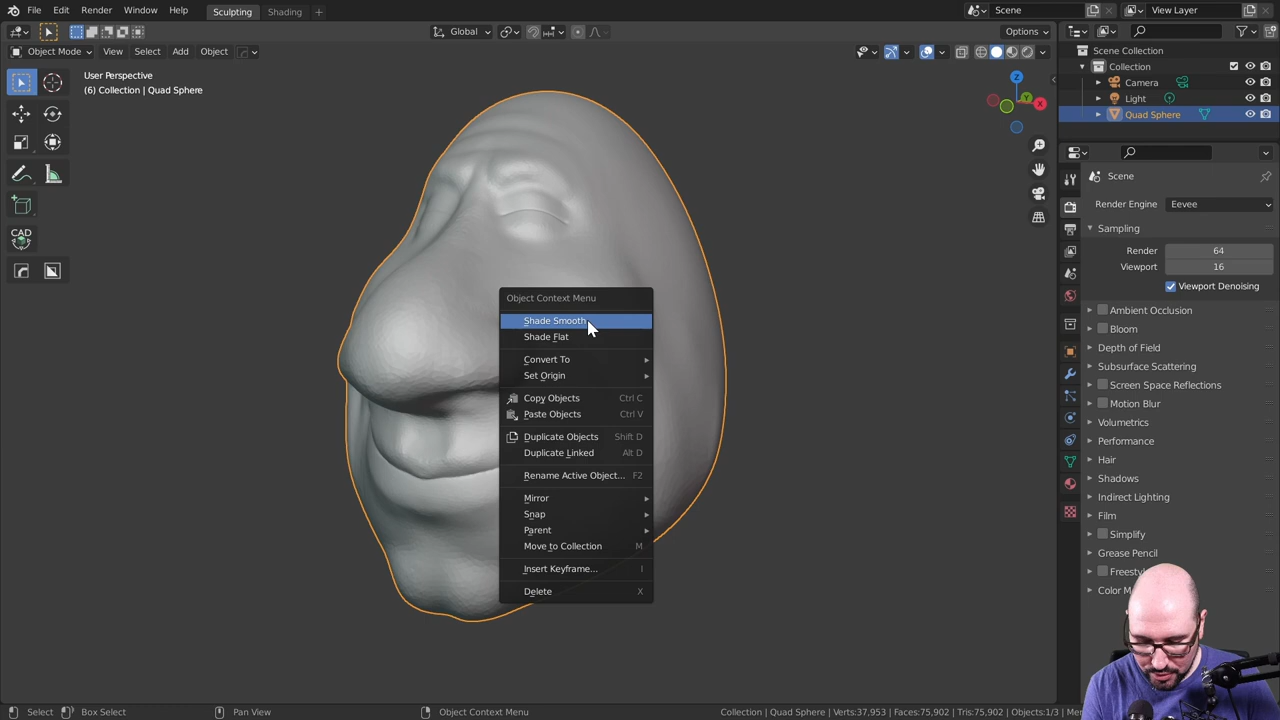 File Edit Render Window Help Sculpting Shading + Scene View Layer
Global Options
Object Mode View Select Add Object
User Perspective
(6) Collection | Quad Sphere
Z
Y
X
CAD
Object Context Menu
Shade Smooth
Shade Flat
Convert To
Set Origin
Copy Objects Ctrl C
Paste Objects Ctrl V
Duplicate Objects Shift D
Duplicate Linked Alt D
Rename Active Object... F2
Mirror
Snap
Parent
Move to Collection M
Insert Keyframe... I
Delete X
Scene Collection
Collection
Camera
Light
Quad Sphere
Scene
Render Engine Eevee
Sampling
Render 64
Viewport 16
Viewport Denoising
Ambient Occlusion
Bloom
Depth of Field
Subsurface Scattering
Screen Space Reflections
Motion Blur
Volumetrics
Performance
Hair
Shadows
Indirect Lighting
Film
Simplify
Grease Pencil
Freesty
Color M
Select Box Select Pan View Object Context Menu Collection | Quad Sphere | Verts:37,953 | Faces:75,902 | Tris:75,902 | Objects:1/3 | Me